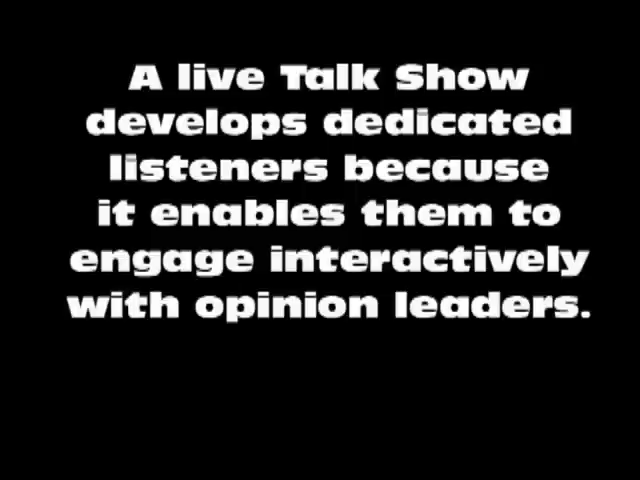 A live Talk Show
develops dedicated
listeners because
it enables them to
engage interactively
with opinion leaders.